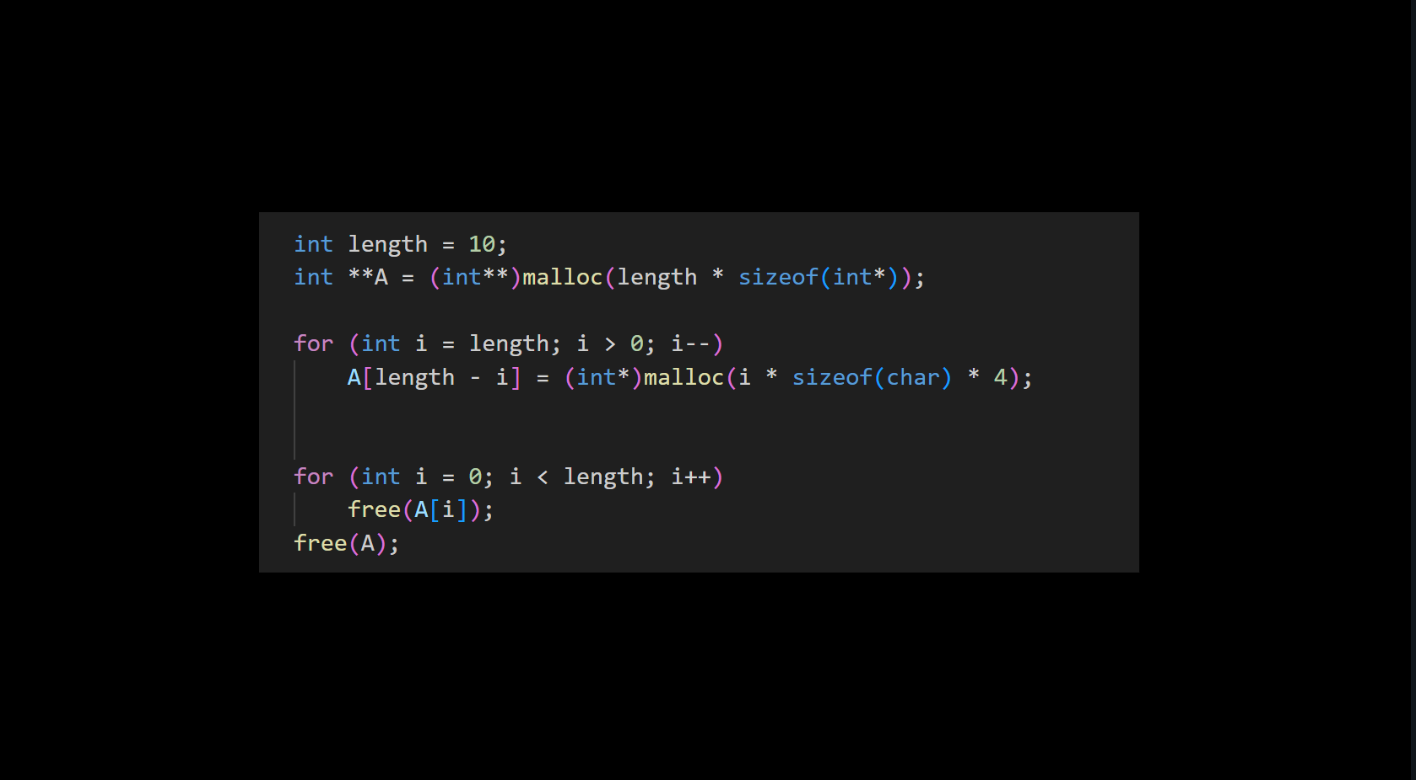 int length = 10;
int **A = (int**)malloc(length * sizeof(int*));
for (int i = length; i > 0; i--)
A[length - i] = (int*)malloc(i * sizeof(char) * 4);
for (int i = 0; i < length; i++)
free(A[i]);
free(A);